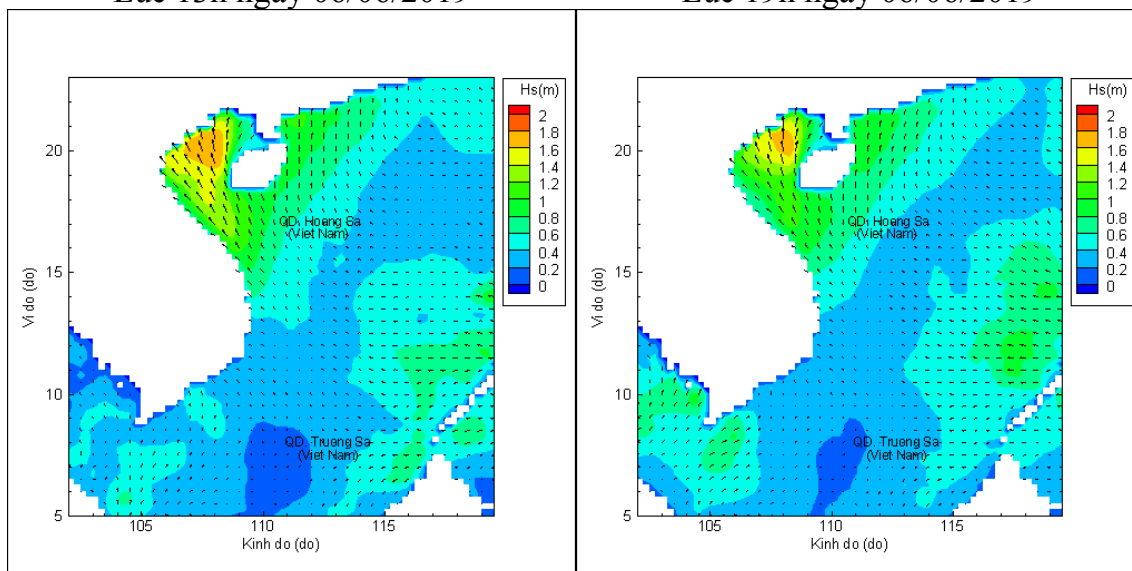 Hs(m)
2
1.8
1.6
1.4
1.2
1
0.8
0.6
0.4
0.2
0
20
15
10
5
Vi do (do)
QD. Hoang Sa
(Viet Nam)
QD. Truong Sa
(Viet Nam)
105
110
115
Kinh do (do)
Hs(m)
2
1.8
1.6
1.4
1.2
1
0.8
0.6
0.4
0.2
0
20
15
10
5
Vi do (do)
QD. Hoang Sa
(Viet Nam)
QD. Truong Sa
(Viet Nam)
105
110
115
Kinh do (do)